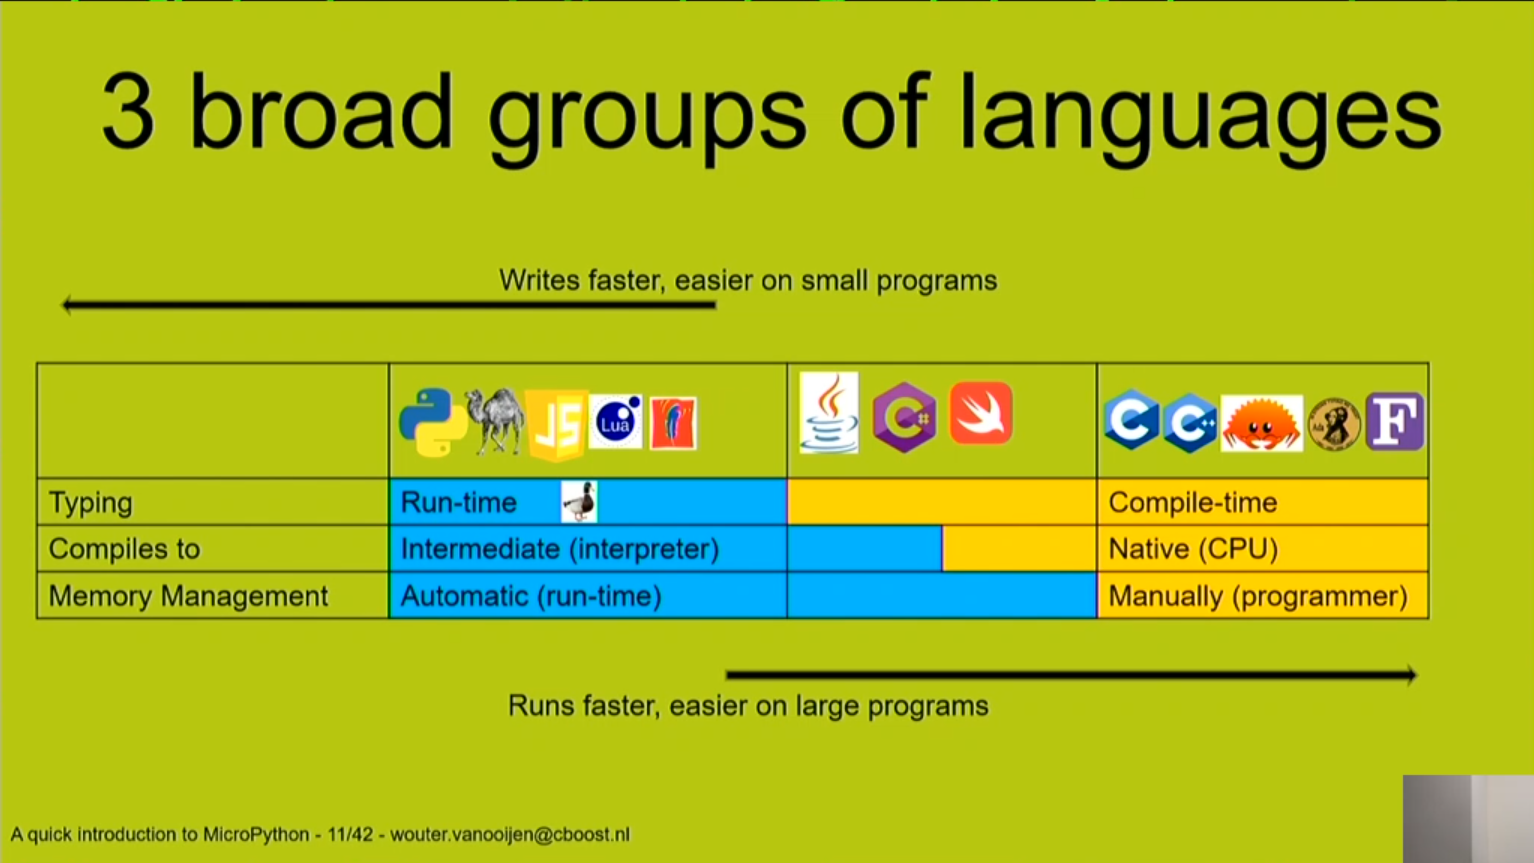 3 broad groups of languages
Writes faster, easier on small programs
JS
Lua
C#
C
C++
Ada
F
Typing
Run-time
Compile-time
Compiles to
Intermediate (interpreter)
Native (CPU)
Memory Management
Automatic (run-time)
Manually (programmer)
Runs faster, easier on large programs
A quick introduction to MicroPython - 11/42 - wouter.vanooijen@cboost.nl